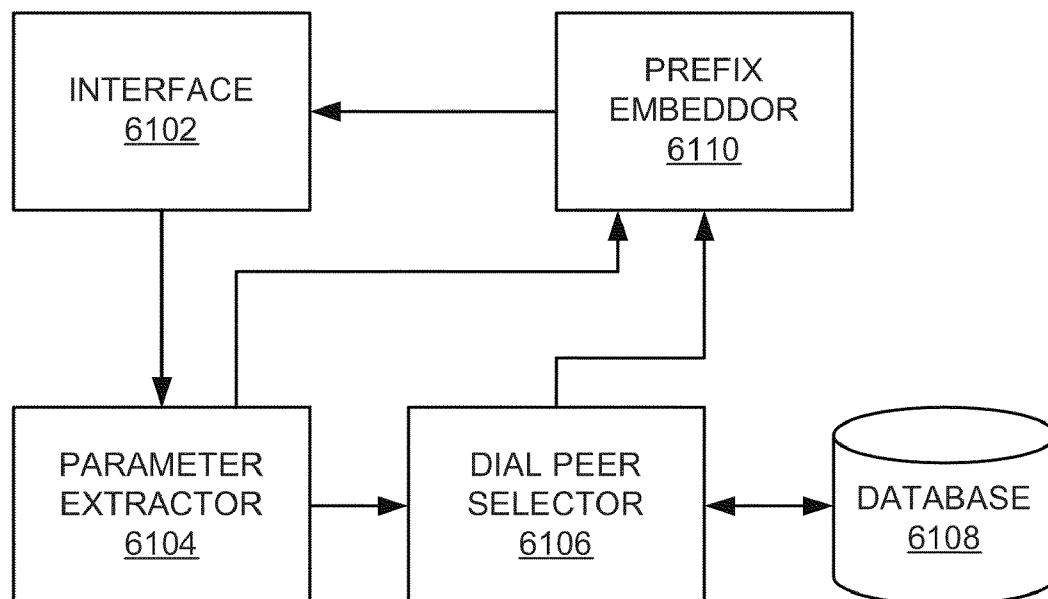 INTERFACE
6102
PREFIX
EMBEDDOR
6110
PARAMETER
EXTRACTOR
6104
DIAL PEER
SELECTOR
6106
DATABASE
6108